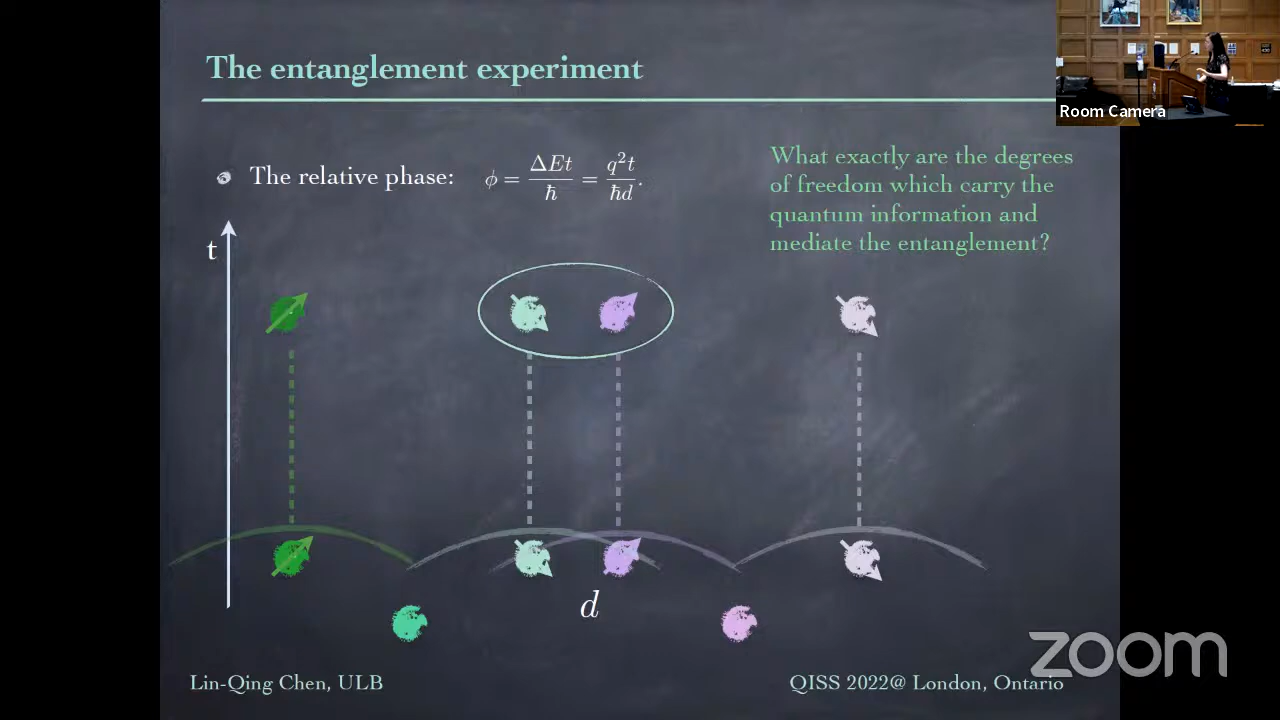 The entanglement experiment
Room Camera
The relative phase: ϕ = ΔEt/ħ = q²t/ħd.
What exactly are the degrees
of freedom which carry the
quantum information and
mediate the entanglement?
t
d
zoom
Lin-Qing Chen, ULB
QISS 2022@ London, Ontario